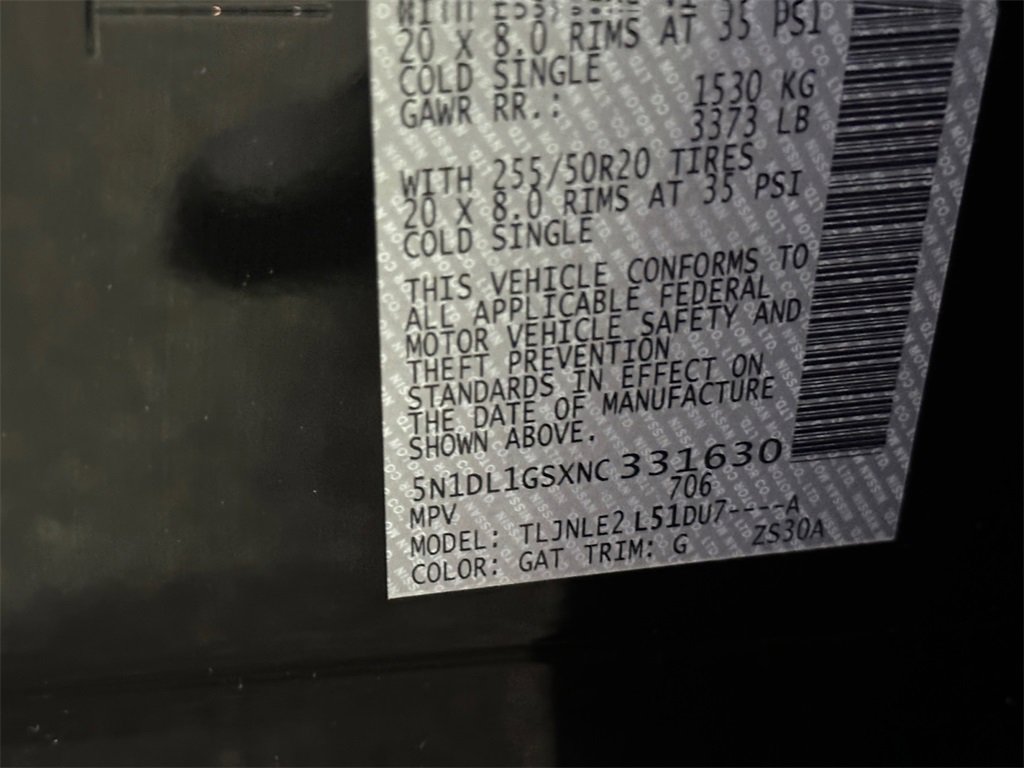 WITH
20 X 8.0 RIMS AT 35 PSI
COLD SINGLE
GAWR RR.: 1530 KG
3373 LB
WITH 255/50R20 TIRES
20 X 8.0 RIMS AT 35 PSI
COLD SINGLE
THIS VEHICLE CONFORMS TO
ALL APPLICABLE FEDERAL
MOTOR VEHICLE SAFETY AND
THEFT PREVENTION
STANDARDS IN EFFECT ON
THE DATE OF MANUFACTURE
SHOWN ABOVE.
5N1DL1GSXNC331630
MPV 706
MODEL: TLJNLE2 L51DU7----A
COLOR: GAT TRIM: G ZS30A